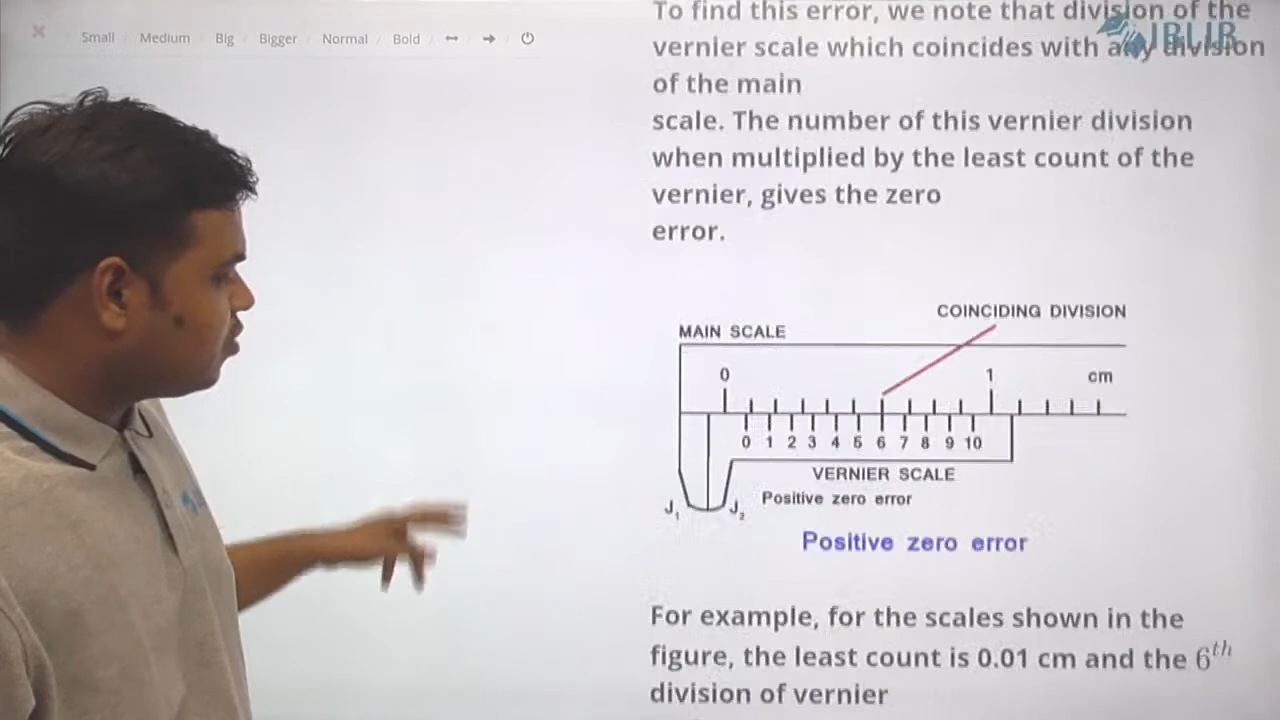 Small / Medium / Big / Bigger / Normal / Bold
To find this error, we note that division of the
vernier scale which coincides with any division
of the main
scale. The number of this vernier division
when multiplied by the least count of the
vernier, gives the zero
error.
COINCIDING DIVISION
MAIN SCALE
0 1 cm
0 1 2 3 4 5 6 7 8 9 10
VERNIER SCALE
J₁ J₂ Positive zero error
Positive zero error
For example, for the scales shown in the
figure, the least count is 0.01 cm and the 6ᵗʰ
division of vernier